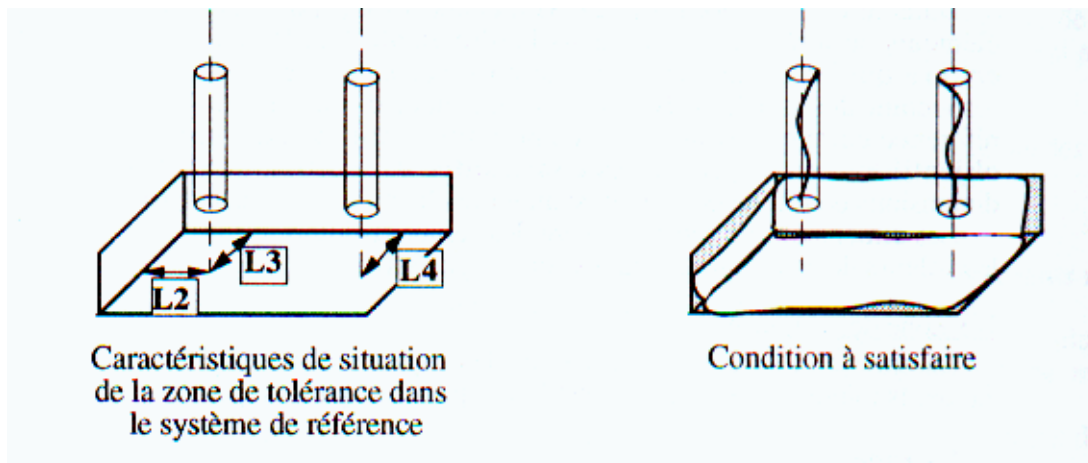 L3
L4
L2
Caractéristiques de situation
de la zone de tolérance dans
le système de référence
Condition à satisfaire